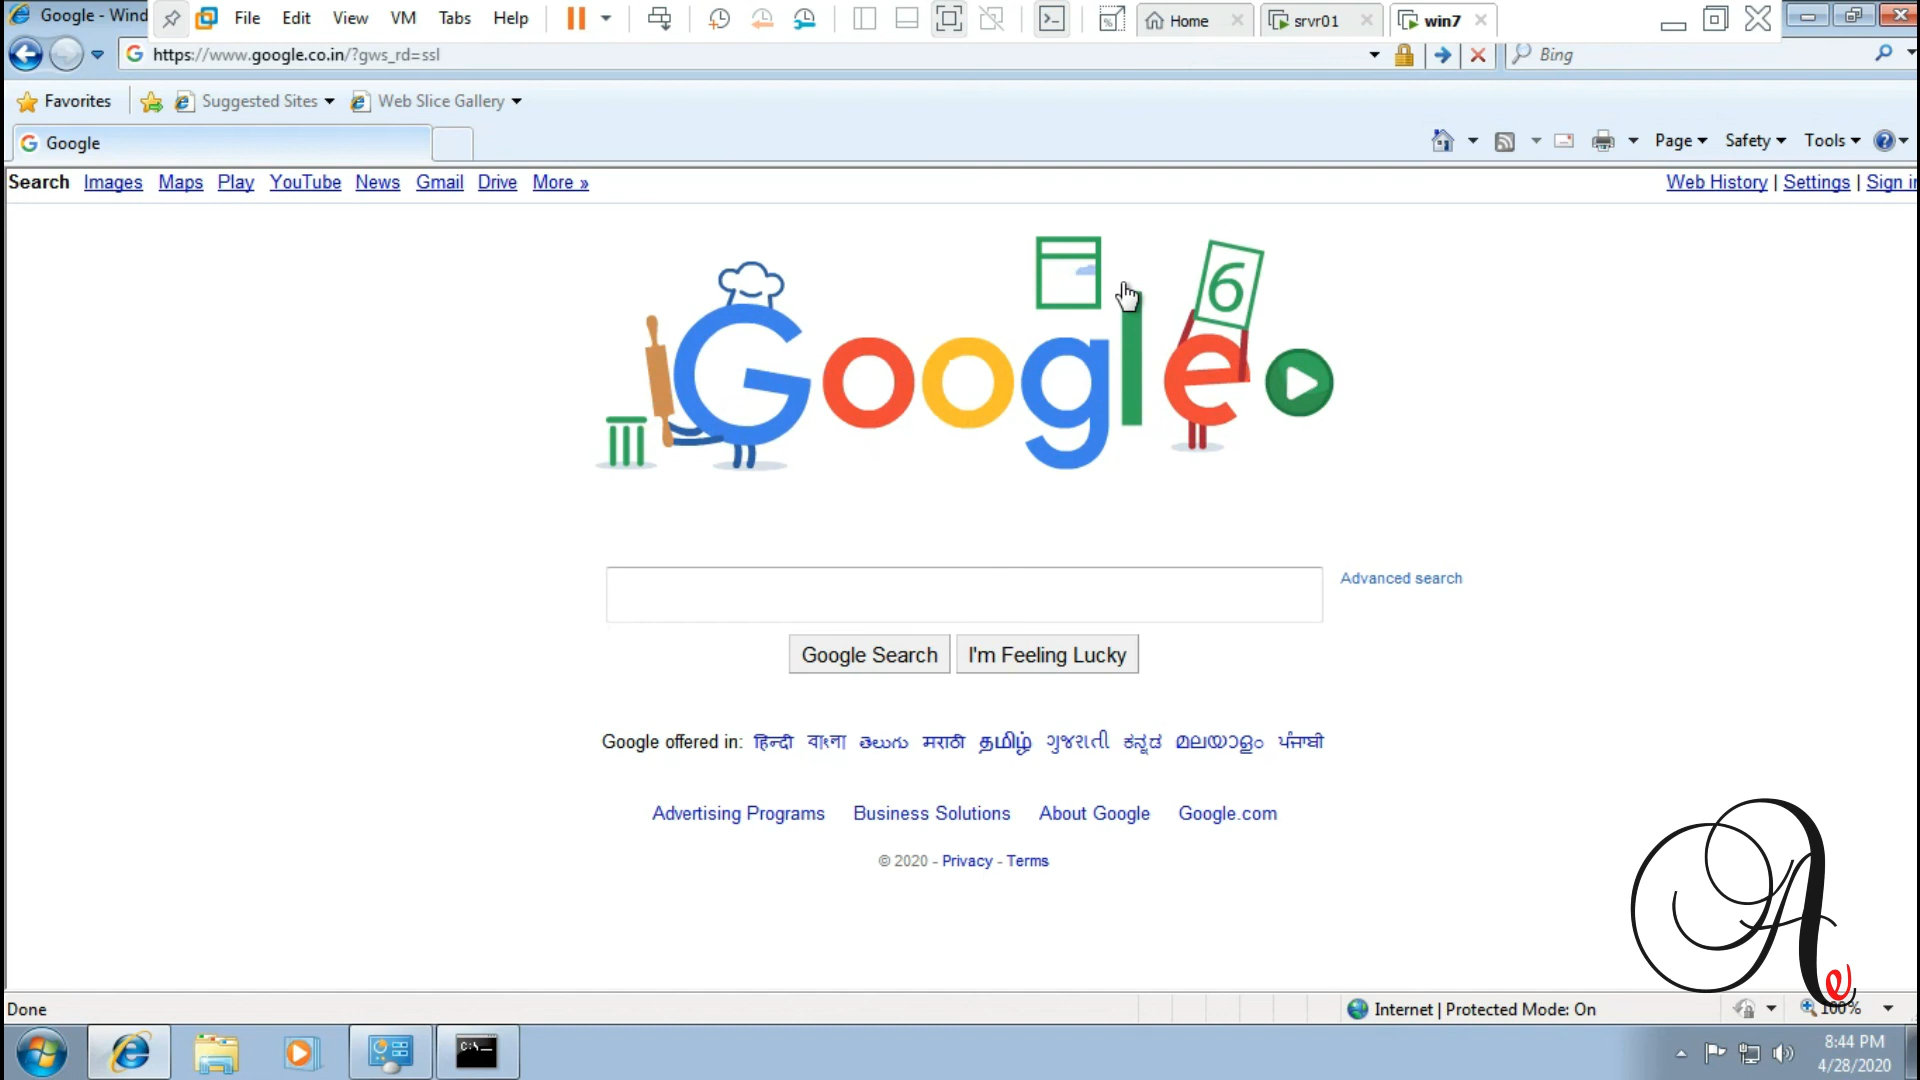 Google - Wind
File Edit View VM Tabs Help
Home
srvr01
win7
https://www.google.co.in/?gws_rd=ssl
Bing
Favorites
Suggested Sites
Web Slice Gallery
Google
Page Safety Tools
Search Images Maps Play YouTube News Gmail Drive More »
Web History | Settings | Sign in
Google
6
Advanced search
Google Search I'm Feeling Lucky
Google offered in: हिन्दी বাংলা తెలుగు मराठी தமிழ் ગુજરાતી ಕನ್ನಡ മലയാളം ਪੰਜਾਬੀ
Advertising Programs Business Solutions About Google Google.com
© 2020 - Privacy - Terms
Ae
Done
Internet | Protected Mode: On
100%
C:\
8:44 PM
4/28/2020